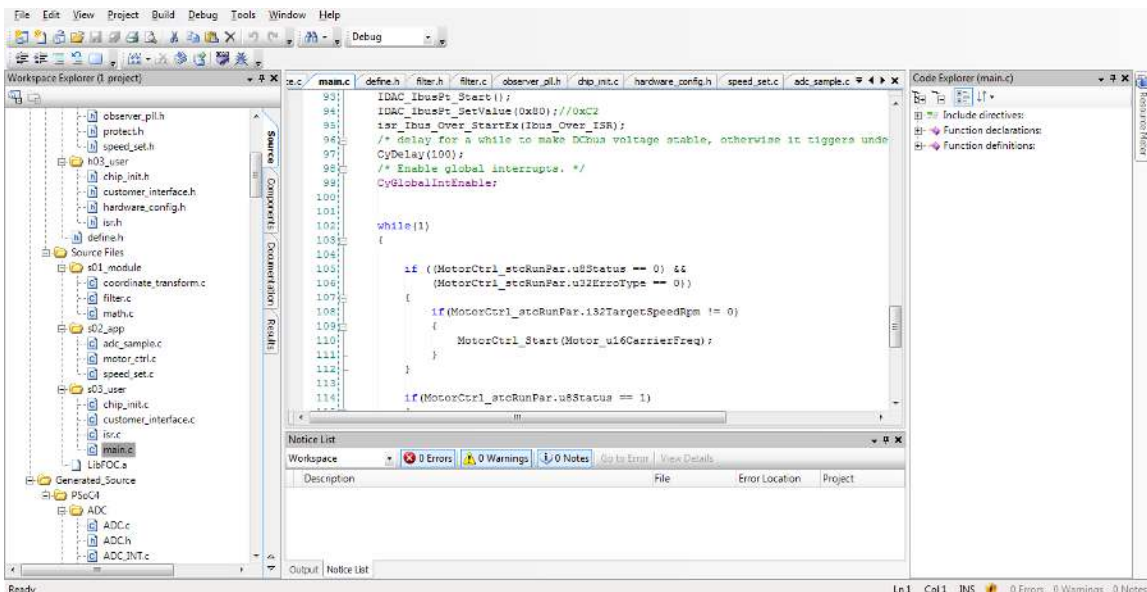 File Edit View Project Build Debug Tools Window Help
Debug
Workspace Explorer (1 project)
observer_pll.h
protect.h
speed_set.h
h03_user
chip_init.h
customer_interface.h
hardware_config.h
isr.h
define.h
Source Files
s01_module
coordinate_transform.c
filter.c
math.c
s02_app
adc_sample.c
motor_ctrl.c
speed_set.c
s03_user
chip_init.c
customer_interface.c
isr.c
main.c
LibFOC.a
Generated_Source
PSoC4
ADC
ADC.c
ADC.h
ADC_INT.c
Source
Components
Documentation
Results
te.c main.c define.h filter.h filter.c observer_pll.h chip_init.c hardware_config.h speed_set.c adc_sample.c
93 IDAC_IbusPt_Start();
94 IDAC_IbusPt_SetValue(0x80);//0xC2
95 isr_Ibus_Over_StartEx(Ibus_Over_ISR);
96 /* delay for a while to make DCbus voltage stable, otherwise it tiggers unde
97 CyDelay(100);
98 /* Enable global interrupts. */
99 CyGlobalIntEnable;
100
101
102 while(1)
103 {
104
105 if ((MotorCtrl_stcRunPar.u8Status == 0) &&
106 (MotorCtrl_stcRunPar.u32ErroType == 0))
107 {
108 if(MotorCtrl_stcRunPar.i32TargetSpeedRpm != 0)
109 {
110 MotorCtrl_Start(Motor_u16CarrierFreq);
111 }
112 }
113
114 if(MotorCtrl_stcRunPar.u8Status == 1)
Notice List
Workspace 0 Errors 0 Warnings 0 Notes Go to Error View Details
Description File Error Location Project
Output Notice List
Code Explorer (main.c)
Include directives:
Function declarations:
Function definitions:
Resource Meter
Ready Ln 1 Col 1 INS 0 Errors 0 Warnings 0 Notes